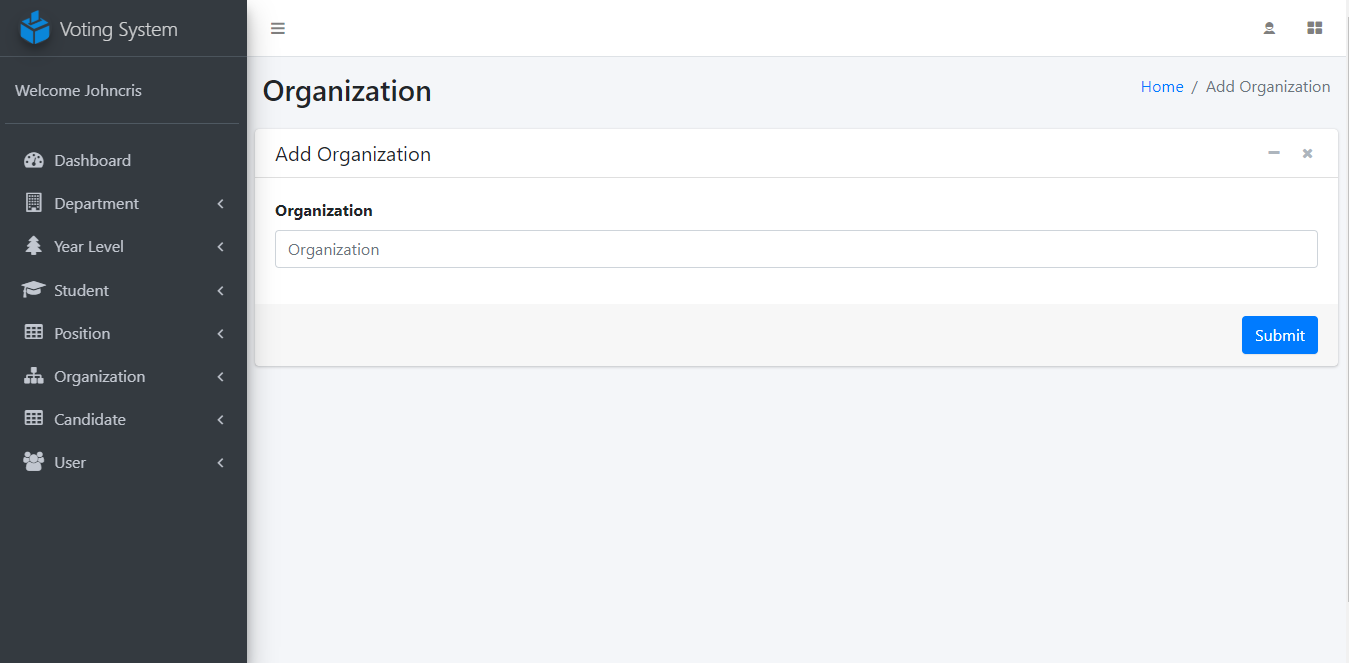 Voting System
Welcome Johncris
Dashboard
Department
Year Level
Student
Position
Organization
Candidate
User
Organization
Home / Add Organization
Add Organization
Organization
Organization
Submit